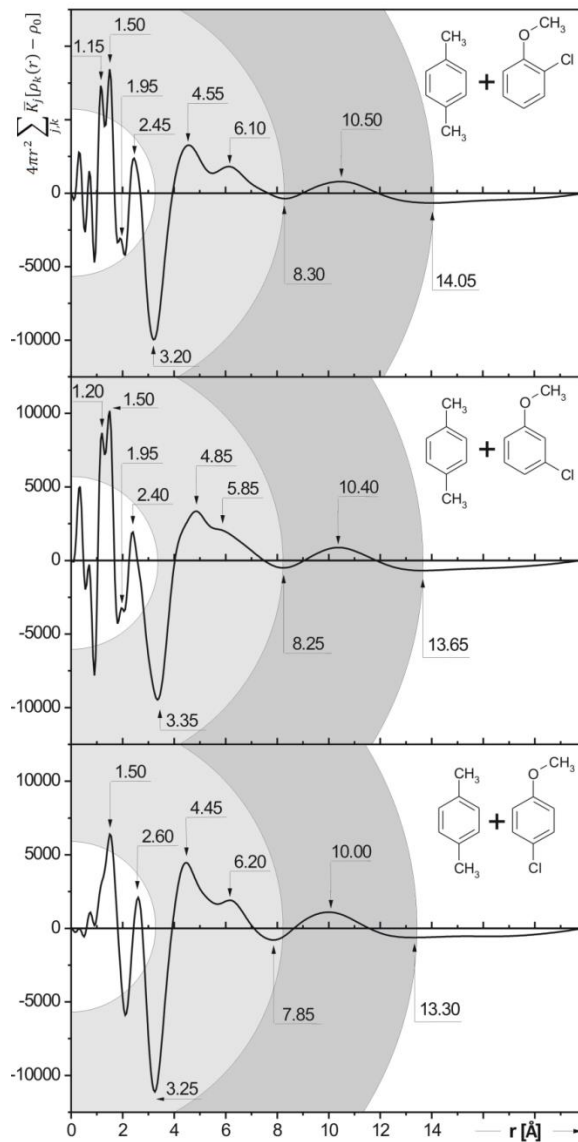 4πr² ∑ K̄ⱼ[ρₖ(r) − ρ₀]
j,k
1.50
1.15
1.95
2.45
4.55
6.10
10.50
CH₃
CH₃
+
CH₃
O
Cl
0
-5000
-10000
8.30
14.05
3.20
10000
5000
0
-5000
-10000
1.20
1.50
1.95
2.40
4.85
5.85
10.40
CH₃
CH₃
+
O
CH₃
Cl
8.25
13.65
3.35
10000
5000
0
-5000
-10000
1.50
2.60
4.45
6.20
10.00
CH₃
CH₃
+
O
CH₃
Cl
7.85
13.30
3.25
0 2 4 6 8 10 12 14 r [Å]